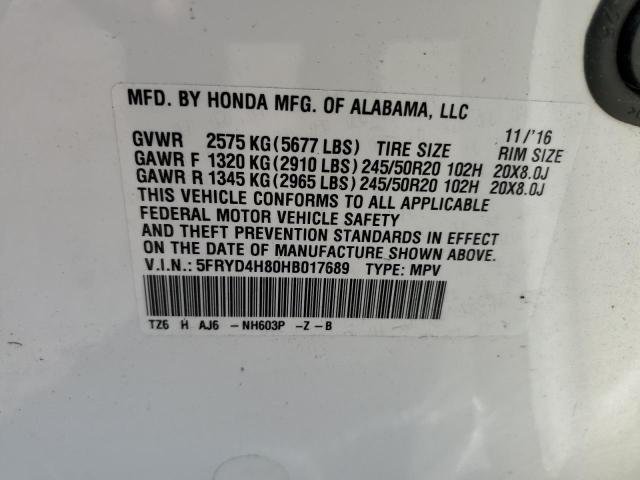 MFD. BY HONDA MFG. OF ALABAMA, LLC
11/'16
GVWR 2575 KG(5677 LBS) TIRE SIZE RIM SIZE
GAWR F 1320 KG(2910 LBS) 245/50R20 102H 20X8.0J
GAWR R 1345 KG(2965 LBS) 245/50R20 102H 20X8.0J
THIS VEHICLE CONFORMS TO ALL APPLICABLE
FEDERAL MOTOR VEHICLE SAFETY
AND THEFT PREVENTION STANDARDS IN EFFECT
ON THE DATE OF MANUFACTURE SHOWN ABOVE.
V.I.N.: 5FRYD4H80HB017689 TYPE: MPV
TZ6 H AJ6 -NH603P -Z-B